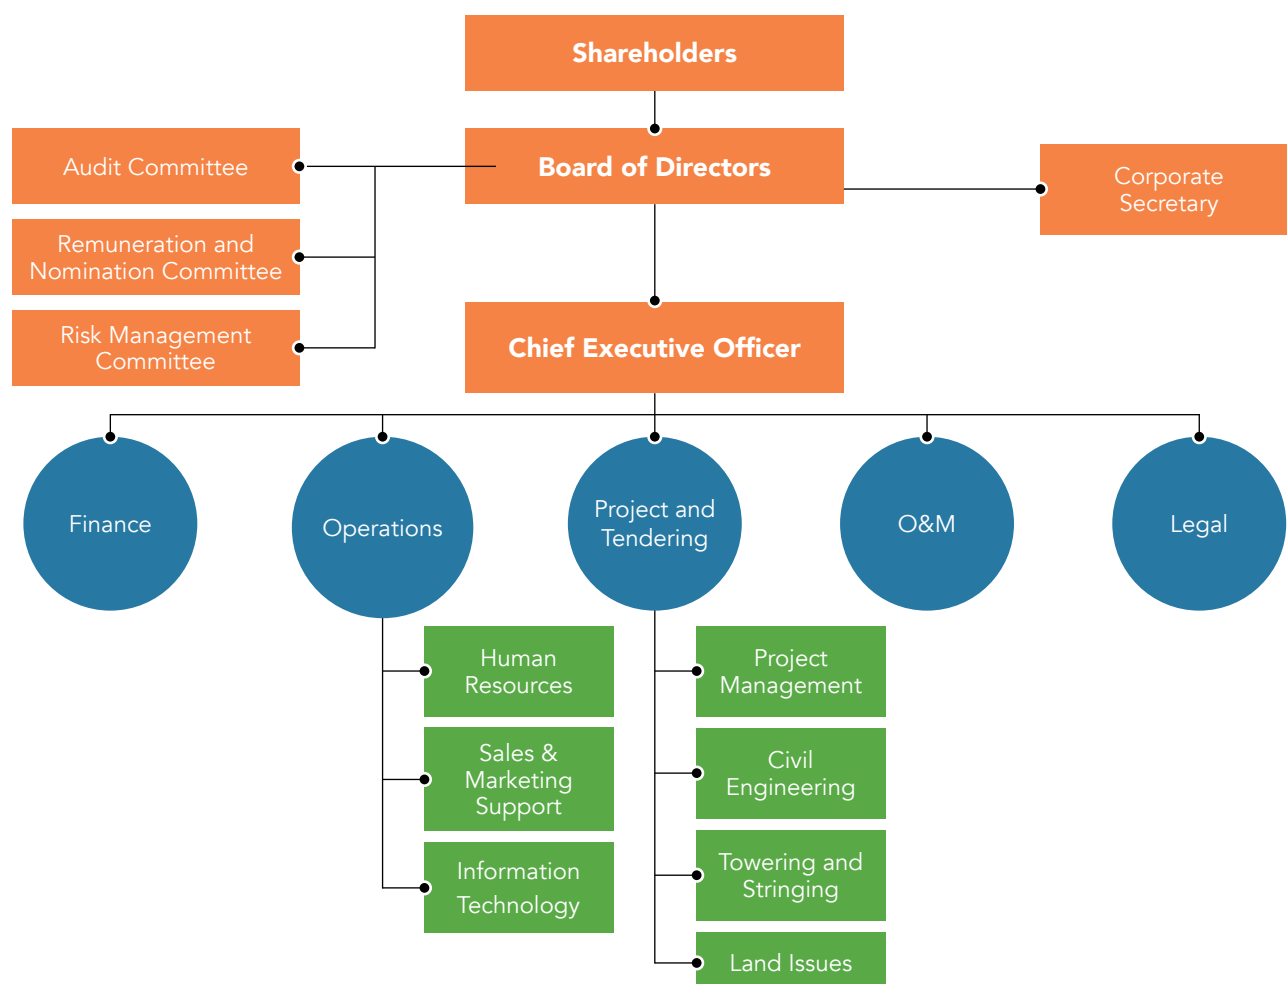 Shareholders
Audit Committee
Board of Directors
Corporate
Secretary
Remuneration and
Nomination Committee
Risk Management
Committee
Chief Executive Officer
Finance
Operations
Project and
Tendering
O&M
Legal
Human
Resources
Sales &
Marketing
Support
Information
Technology
Project
Management
Civil
Engineering
Towering and
Stringing
Land Issues